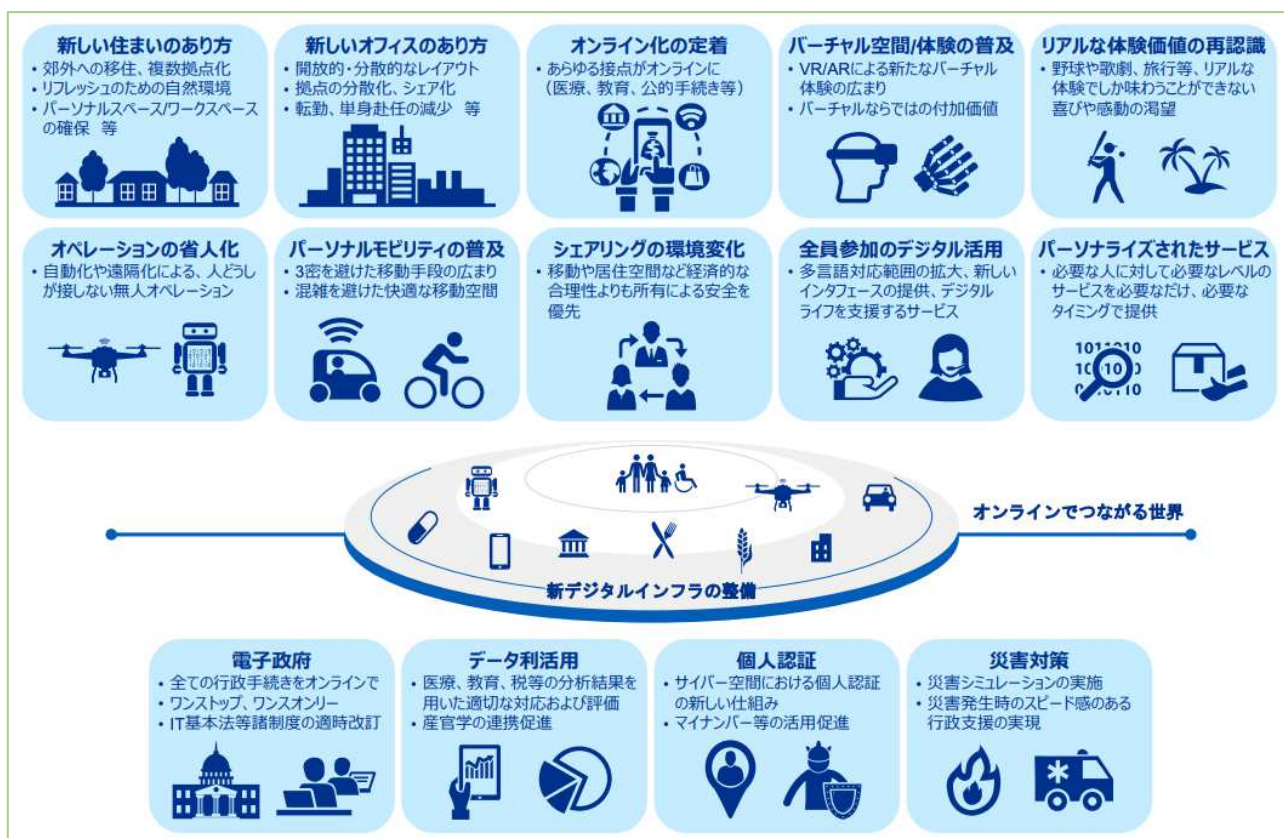 新しい住まいのあり方
• 郊外への移住、複数拠点化
• リフレッシュのための自然環境
• パーソナルスペース/ワークスペース
の確保 等
新しいオフィスのあり方
• 開放的・分散的なレイアウト
• 拠点の分散化、シェア化
• 転勤、単身赴任の減少 等
オンライン化の定着
• あらゆる接点がオンラインに
（医療、教育、公的手続き等）
バーチャル空間/体験の普及
• VR/ARによる新たなバーチャル
体験の広まり
• バーチャルならではの付加価値
リアルな体験価値の再認識
• 野球や歌劇、旅行等、リアルな
体験でしか味わうことができない
喜びや感動の渇望
オペレーションの省人化
• 自動化や遠隔化による、人どうし
が接しない無人オペレーション
パーソナルモビリティの普及
• 3密を避けた移動手段の広まり
• 混雑を避けた快適な移動空間
シェアリングの環境変化
• 移動や居住空間など経済的な
合理性よりも所有による安全を
優先
全員参加のデジタル活用
• 多言語対応範囲の拡大、新しい
インタフェースの提供、デジタル
ライフを支援するサービス
パーソナライズされたサービス
• 必要な人に対して必要なレベルの
サービスを必要なだけ、必要な
タイミングで提供
オンラインでつながる世界
新デジタルインフラの整備
電子政府
• 全ての行政手続きをオンラインで
• ワンストップ、ワンスオンリー
• IT基本法等諸制度の適時改訂
データ利活用
• 医療、教育、税等の分析結果を
用いた適切な対応および評価
• 産官学の連携促進
個人認証
• サイバー空間における個人認証
の新しい仕組み
• マイナンバー等の活用促進
災害対策
• 災害シミュレーションの実施
• 災害発生時のスピード感のある
行政支援の実現